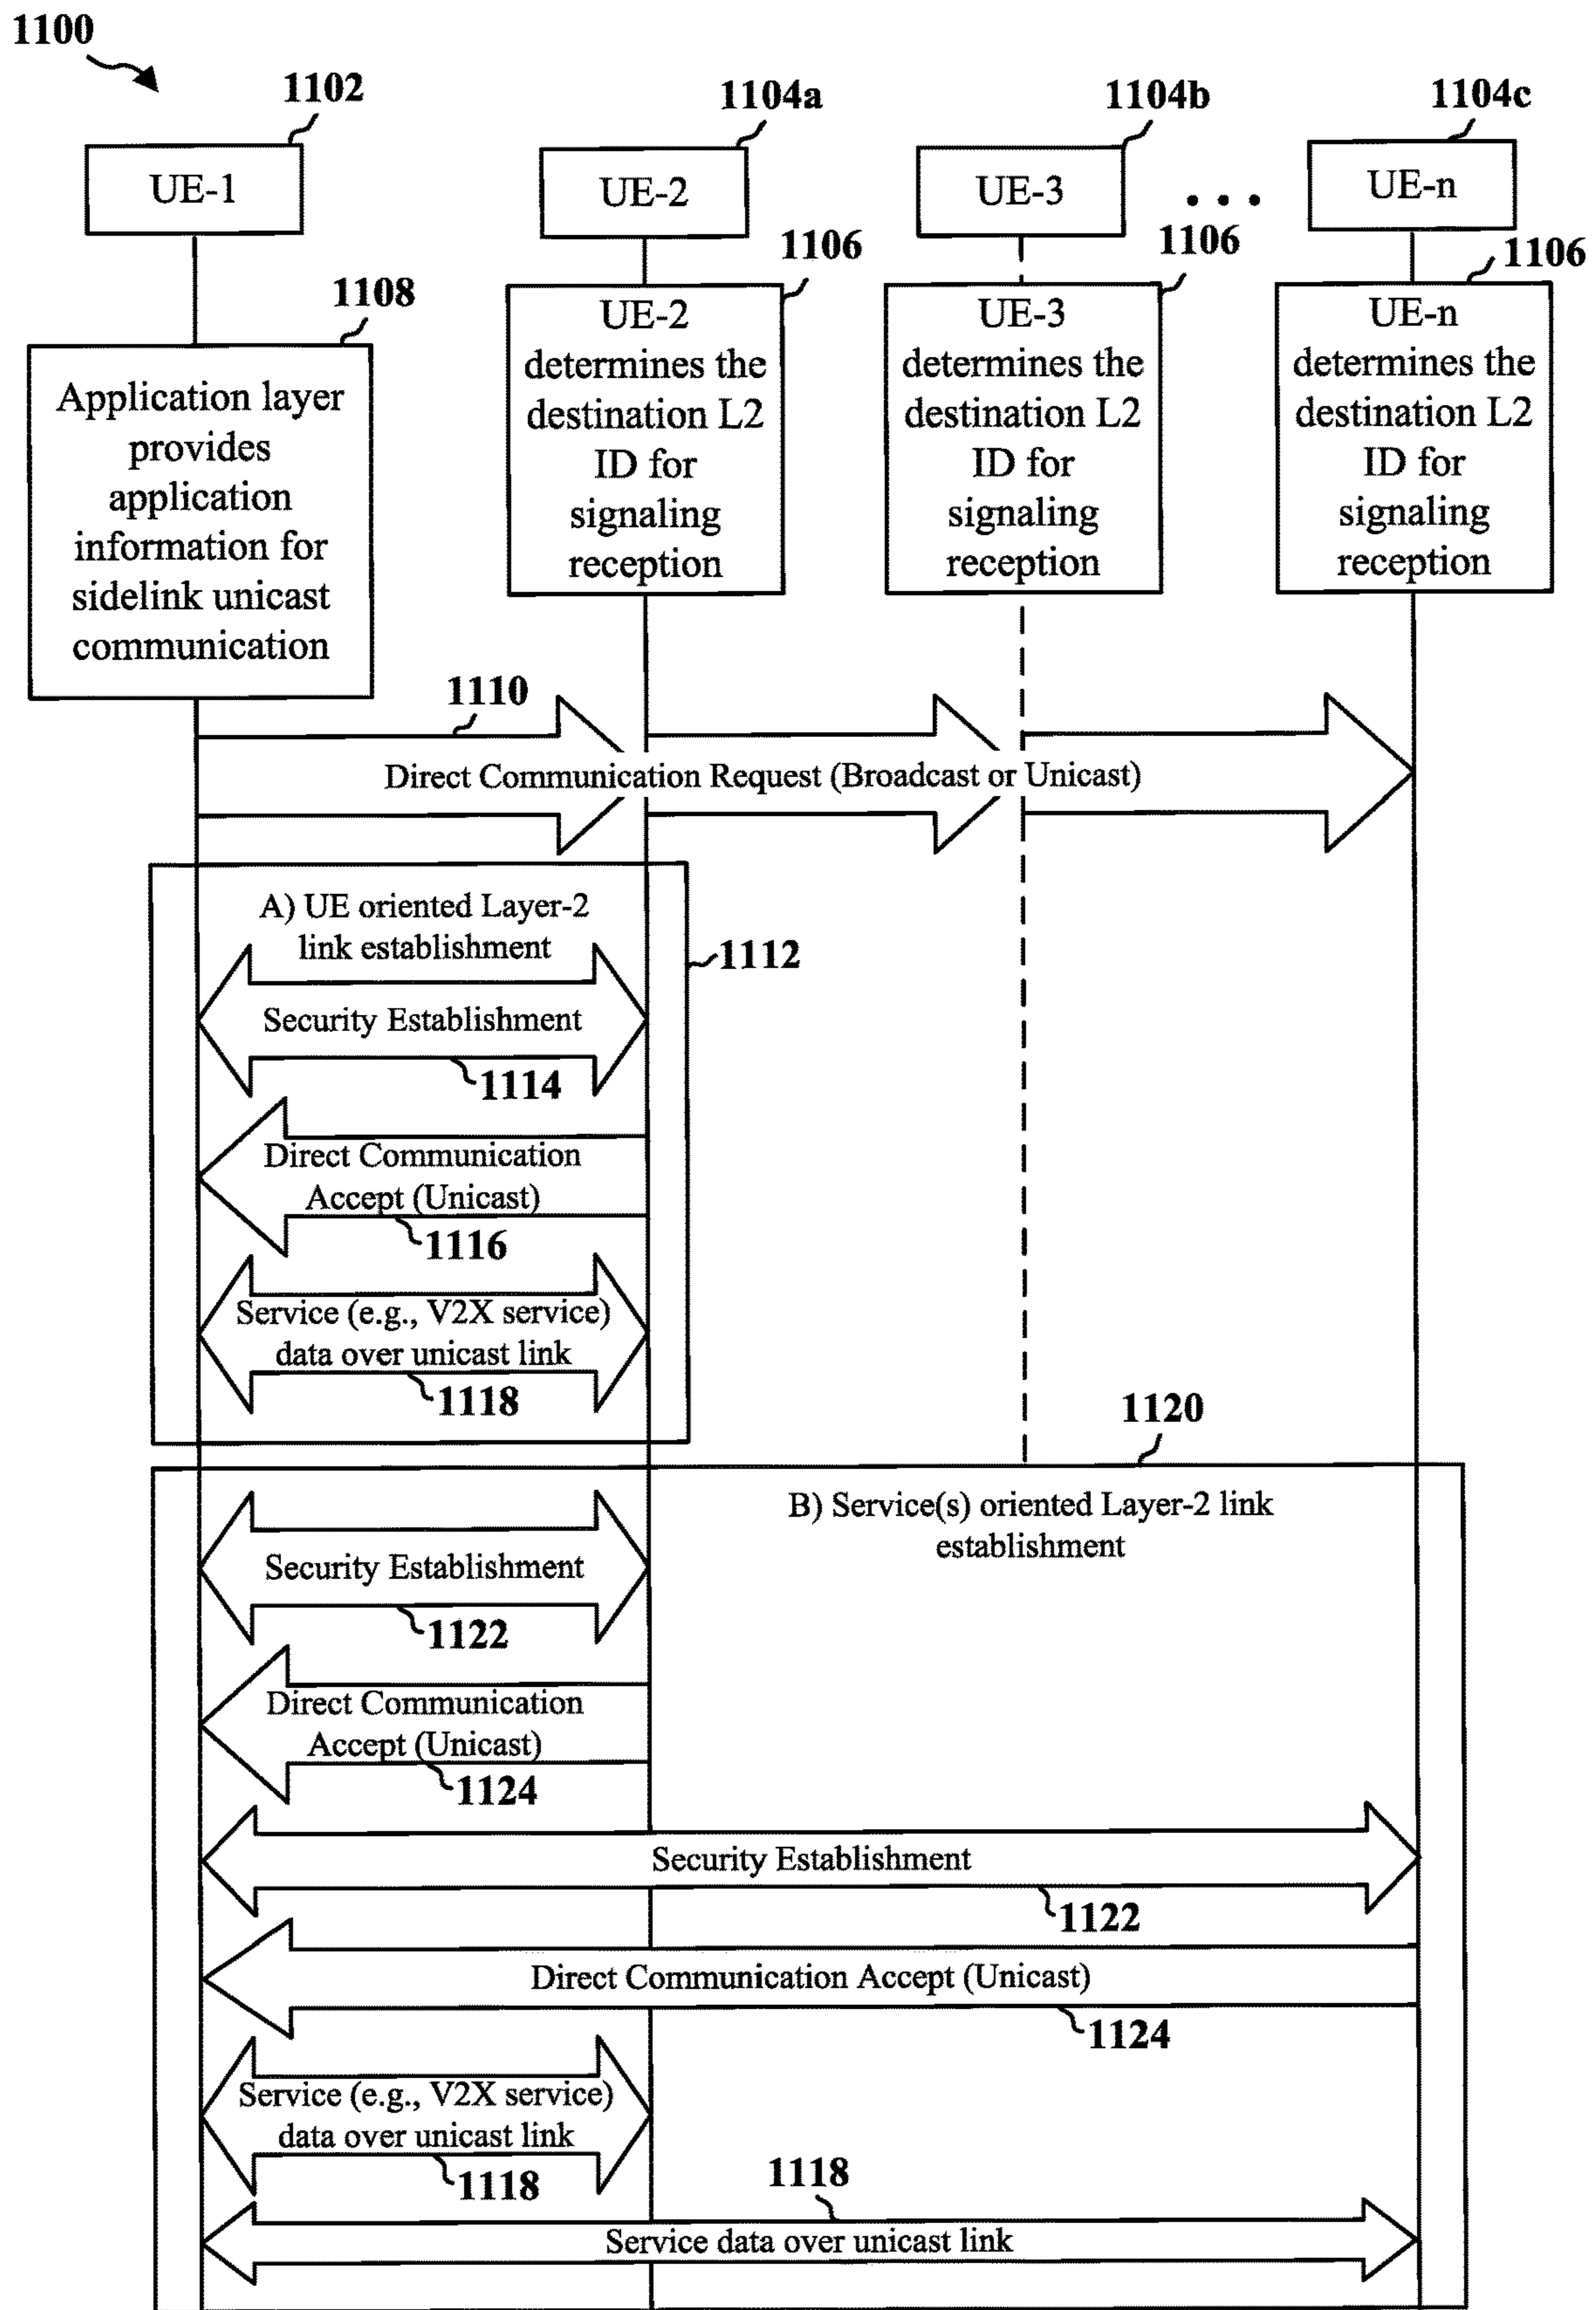 1100
1102
1104a
1104b
1104c
UE-1
UE-2
UE-3
• • •
UE-n
1106
1106
1106
1108
Application layer
provides
application
information for
sidelink unicast
communication
UE-2
determines the
destination L2
ID for
signaling
reception
UE-3
determines the
destination L2
ID for
signaling
reception
UE-n
determines the
destination L2
ID for
signaling
reception
1110
Direct Communication Request (Broadcast or Unicast)
A) UE oriented Layer-2
link establishment
1112
Security Establishment
1114
Direct Communication
Accept (Unicast)
1116
Service (e.g., V2X service)
data over unicast link
1118
1120
B) Service(s) oriented Layer-2 link
establishment
Security Establishment
1122
Direct Communication
Accept (Unicast)
1124
Security Establishment
1122
Direct Communication Accept (Unicast)
1124
Service (e.g., V2X service)
data over unicast link
1118
1118
Service data over unicast link